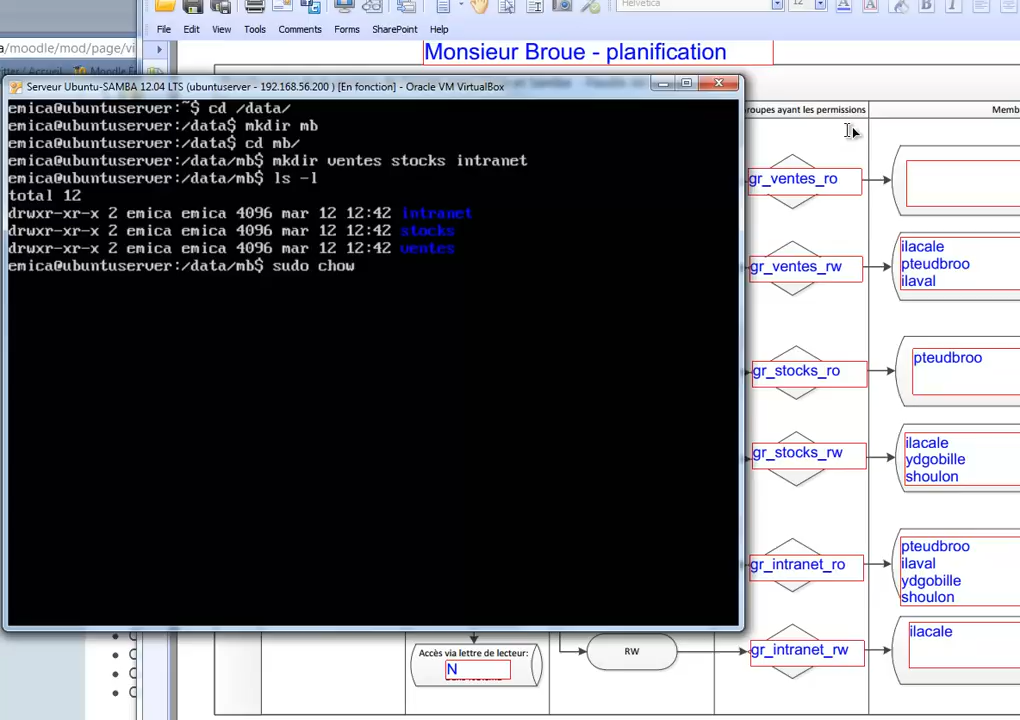 File Edit View Tools Comments Forms SharePoint Help
a/moodle/mod/page/vi
Monsieur Broue - planification
Serveur Ubuntu-SAMBA 12.04 LTS (ubuntuserver - 192.168.56.200 ) [En fonction] - Oracle VM VirtualBox
emica@ubuntuserver:~$ cd /data/
emica@ubuntuserver:/data$ mkdir mb
emica@ubuntuserver:/data$ cd mb/
emica@ubuntuserver:/data/mb$ mkdir ventes stocks intranet
emica@ubuntuserver:/data/mb$ ls -l
total 12
drwxr-xr-x 2 emica emica 4096 mar 12 12:42 intranet
drwxr-xr-x 2 emica emica 4096 mar 12 12:42 stocks
drwxr-xr-x 2 emica emica 4096 mar 12 12:42 ventes
emica@ubuntuserver:/data/mb$ sudo chow
roupes ayant les permissions
Memb
gr_ventes_ro
gr_ventes_rw
ilacale
pteudbroo
ilaval
gr_stocks_ro
pteudbroo
gr_stocks_rw
ilacale
ydgobille
shoulon
gr_intranet_ro
pteudbroo
ilaval
ydgobille
shoulon
gr_intranet_rw
ilacale
Accès via lettre de lecteur:
N
RW